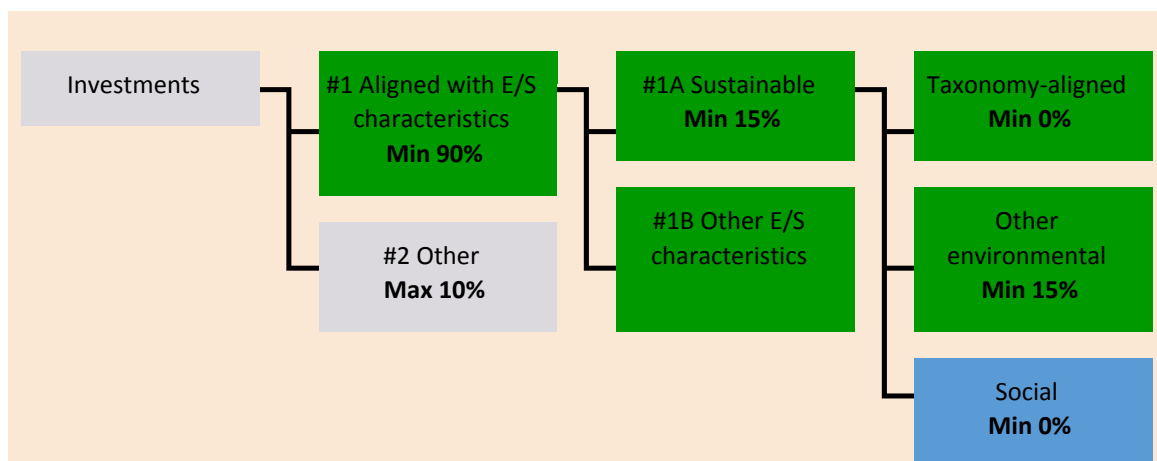 Investments
#1 Aligned with E/S
characteristics
Min 90%
#2 Other
Max 10%
#1A Sustainable
Min 15%
#1B Other E/S
characteristics
Taxonomy-aligned
Min 0%
Other
environmental
Min 15%
Social
Min 0%